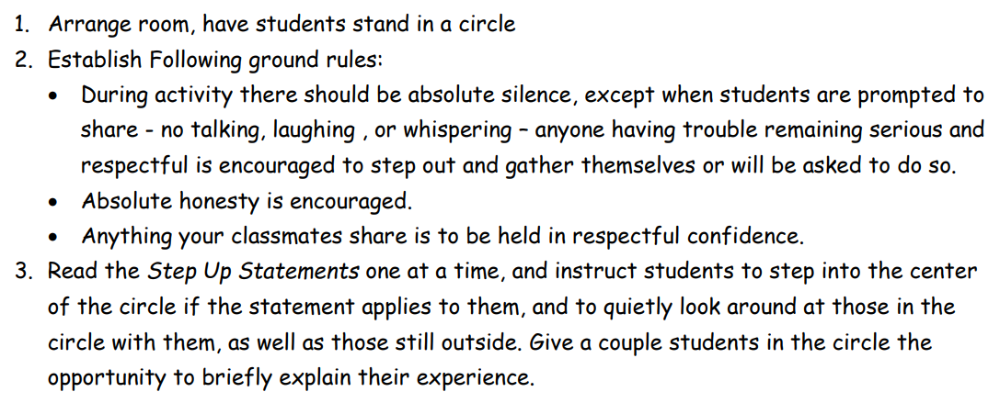 1. Arrange room, have students stand in a circle
2. Establish Following ground rules:
• During activity there should be absolute silence, except when students are prompted to
share - no talking, laughing , or whispering – anyone having trouble remaining serious and
respectful is encouraged to step out and gather themselves or will be asked to do so.
• Absolute honesty is encouraged.
• Anything your classmates share is to be held in respectful confidence.
3. Read the Step Up Statements one at a time, and instruct students to step into the center
of the circle if the statement applies to them, and to quietly look around at those in the
circle with them, as well as those still outside. Give a couple students in the circle the
opportunity to briefly explain their experience.